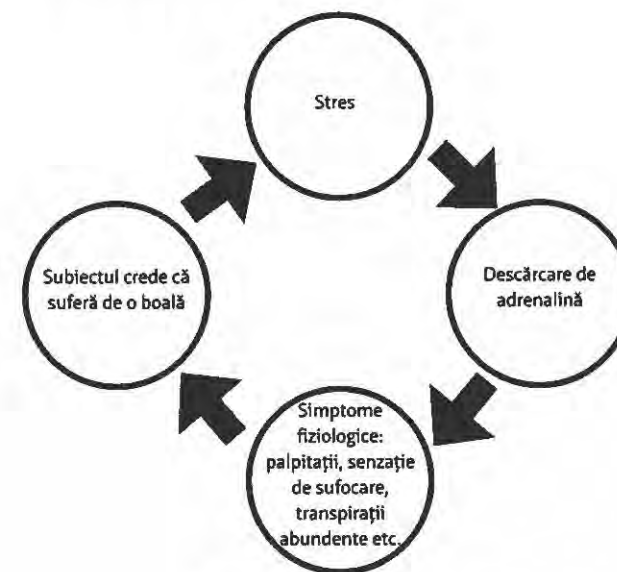 Stres
Descărcare de
adrenalină
Simptome
fiziologice:
palpitații, senzație
de sufocare,
transpirații
abundente etc.
Subiectul crede că
suferă de o boală